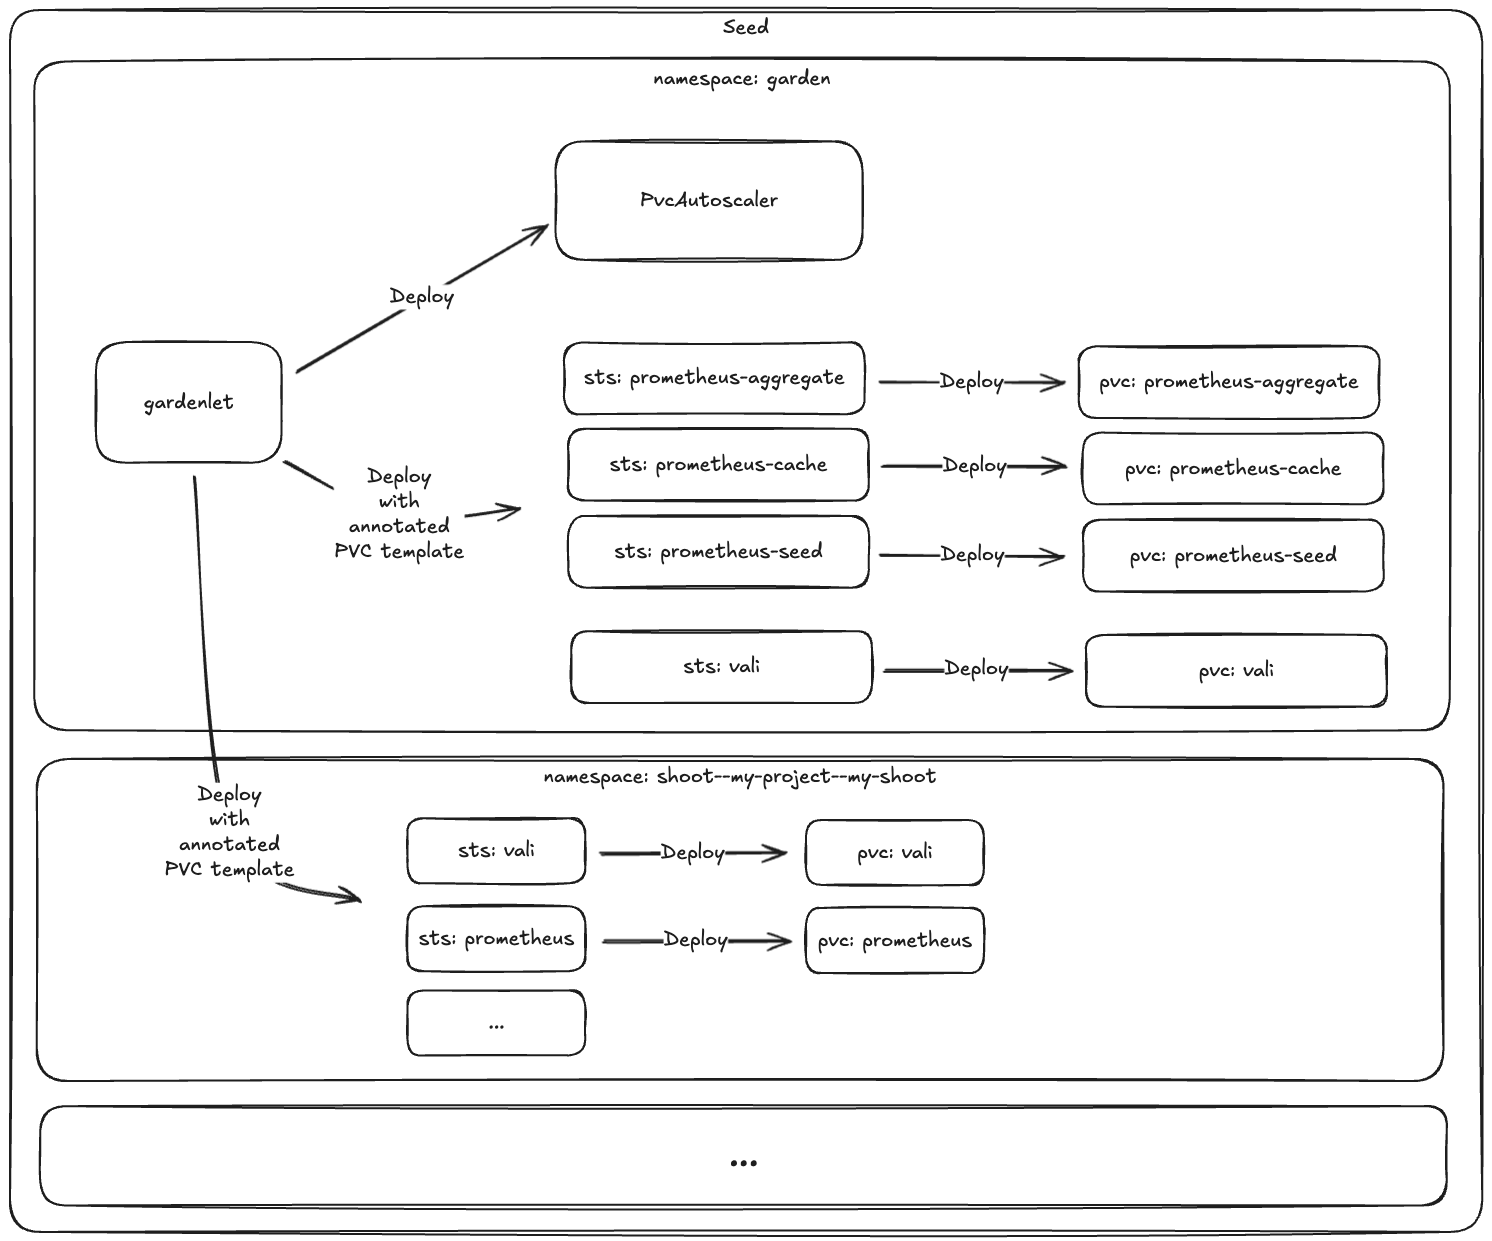 Seed
namespace: garden
PvcAutoscaler
Deploy
gardenlet
sts: prometheus-aggregate
Deploy
pvc: prometheus-aggregate
sts: prometheus-cache
Deploy
pvc: prometheus-cache
Deploy
with
annotated
PVC template
sts: prometheus-seed
Deploy
pvc: prometheus-seed
sts: vali
Deploy
pvc: vali
namespace: shoot--my-project--my-shoot
Deploy
with
annotated
PVC template
sts: vali
Deploy
pvc: vali
sts: prometheus
Deploy
pvc: prometheus
...
...